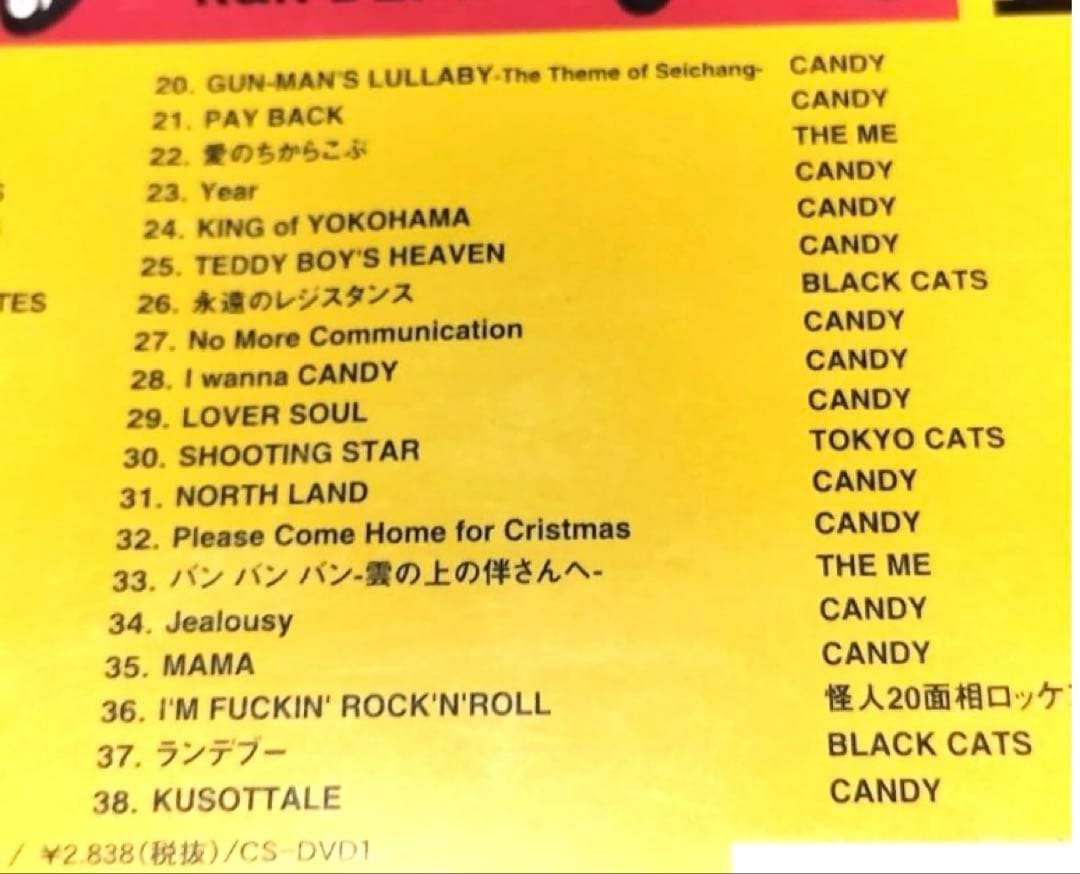 20. GUN-MAN'S LULLABY-The Theme of Seichang- CANDY
21. PAY BACK CANDY
22. 愛のちからこぶ THE ME
23. Year CANDY
24. KING of YOKOHAMA CANDY
25. TEDDY BOY'S HEAVEN CANDY
TES 26. 永遠のレジスタンス BLACK CATS
27. No More Communication CANDY
28. I wanna CANDY CANDY
29. LOVER SOUL CANDY
30. SHOOTING STAR TOKYO CATS
31. NORTH LAND CANDY
32. Please Come Home for Cristmas CANDY
33. バン バン バン-雲の上の伴さんへ- THE ME
34. Jealousy CANDY
35. MAMA CANDY
36. I'M FUCKIN' ROCK'N'ROLL 怪人20面相ロッケ
37. ランデブー BLACK CATS
38. KUSOTTALE CANDY
/ ¥2.838(税抜)/CS-DVD1